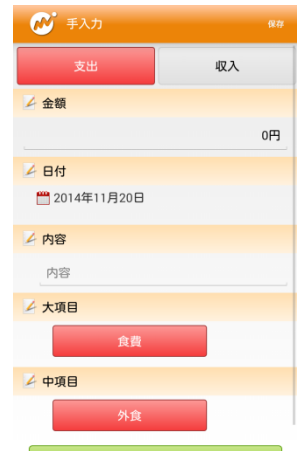 手入力
保存
支出
収入
金額
0円
日付
2014年11月20日
内容
内容
大項目
食費
中項目
外食